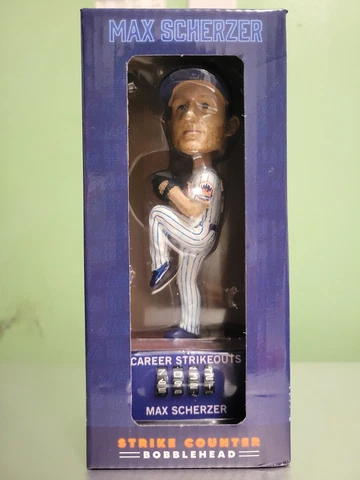 MAX SCHERZER
CAREER STRIKEOUTS
MAX SCHERZER
STRIKE COUNTER
BOBBLEHEAD